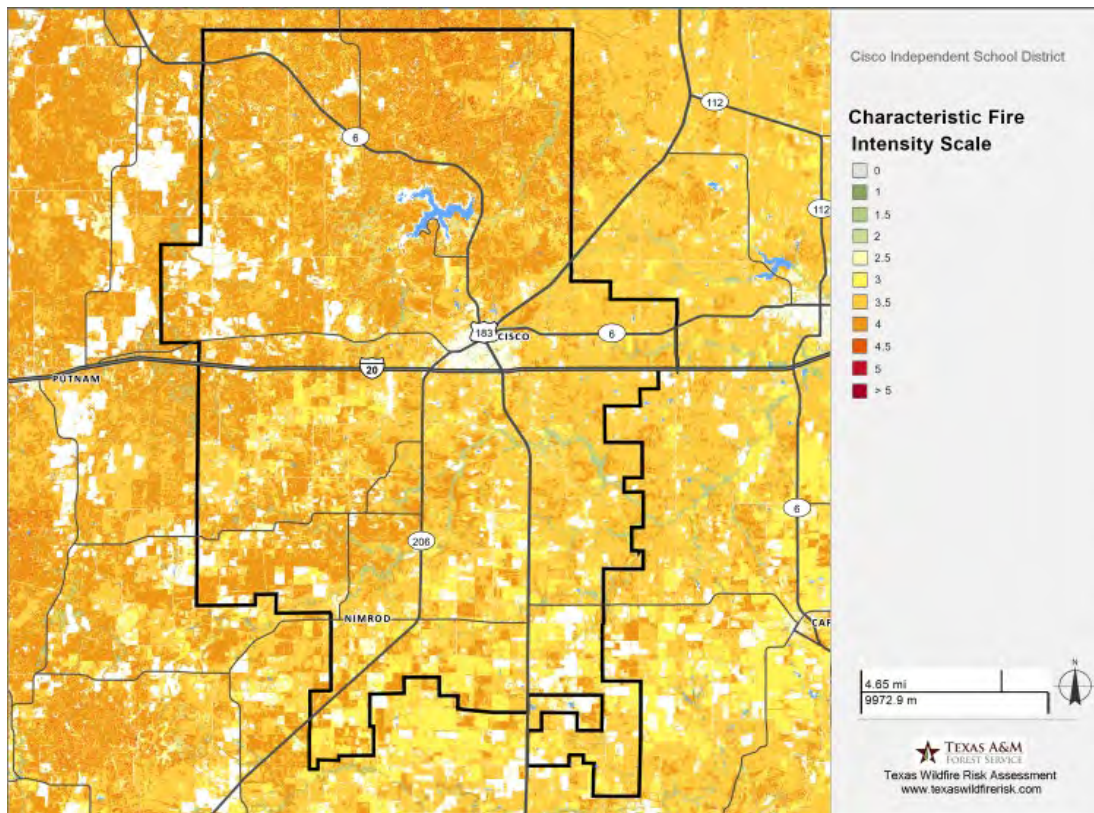 6
112
112
183
CISCO
6
20
PUTNAM
6
206
NIMROD
CAR
Cisco Independent School District
Characteristic Fire
Intensity Scale
0
1
1.5
2
2.5
3
3.5
4
4.5
5
> 5
4.65 mi
9972.9 m
N
TEXAS A&M
FOREST SERVICE
Texas Wildfire Risk Assessment
www.texaswildfirerisk.com